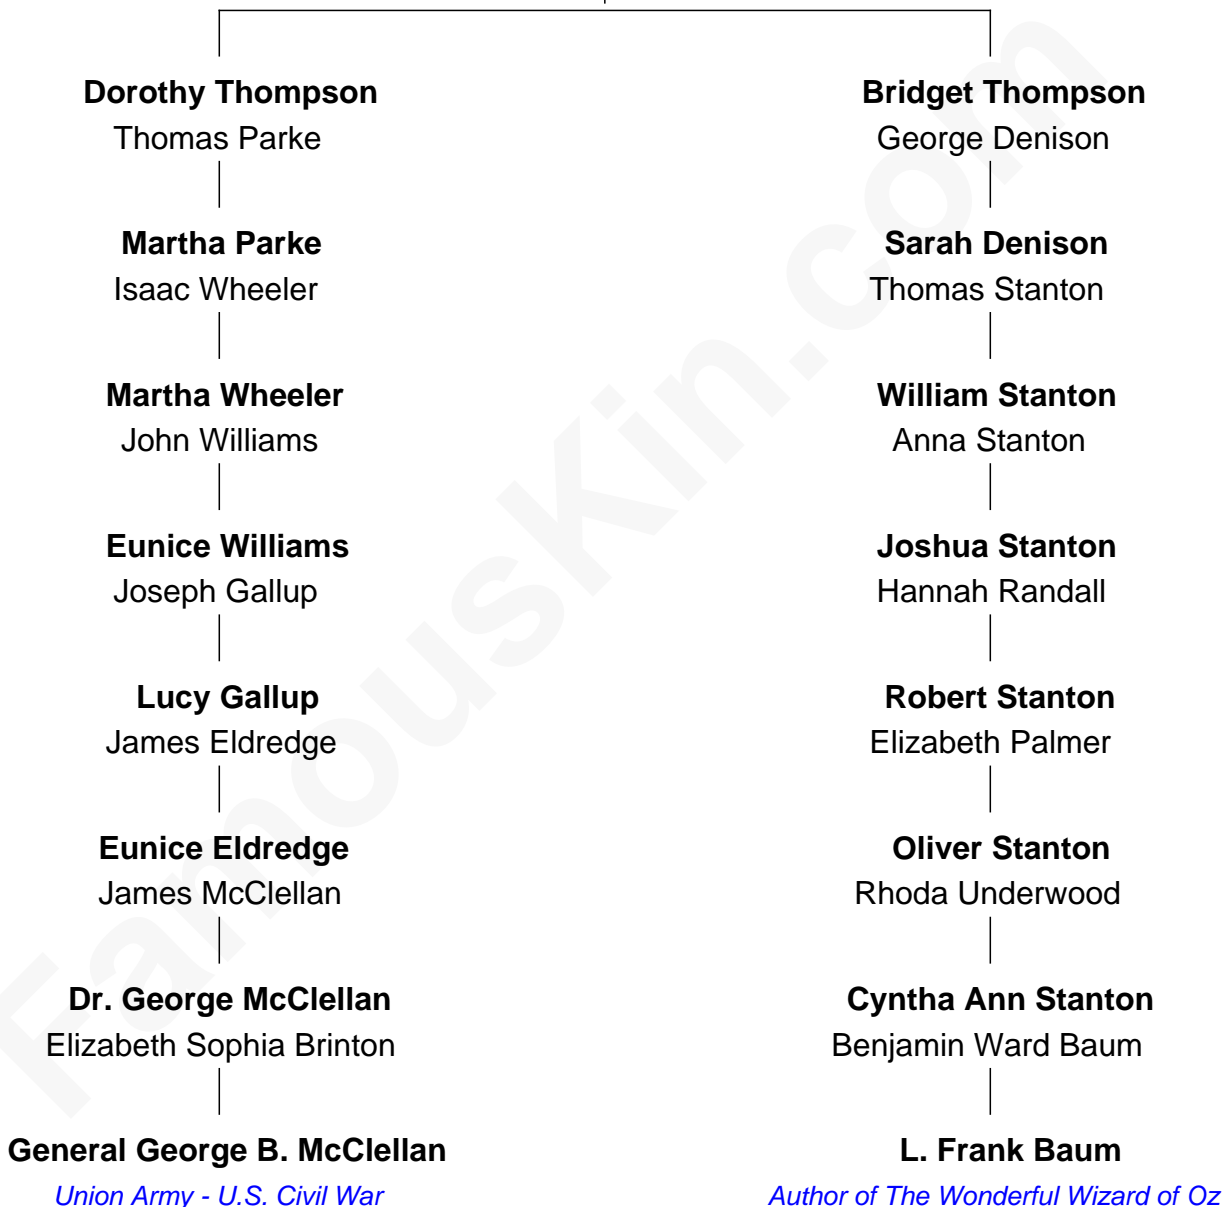 Dorothy Thompson
Thomas Parke
Martha Parke
Isaac Wheeler
Martha Wheeler
John Williams
Eunice Williams
Joseph Gallup
Lucy Gallup
James Eldredge
Eunice Eldredge
James McClellan
Dr. George McClellan
Elizabeth Sophia Brinton
General George B. McClellan
Union Army - U.S. Civil War
Bridget Thompson
George Denison
Sarah Denison
Thomas Stanton
William Stanton
Anna Stanton
Joshua Stanton
Hannah Randall
Robert Stanton
Elizabeth Palmer
Oliver Stanton
Rhoda Underwood
Cyntha Ann Stanton
Benjamin Ward Baum
L. Frank Baum
Author of The Wonderful Wizard of Oz
FamousKin.com